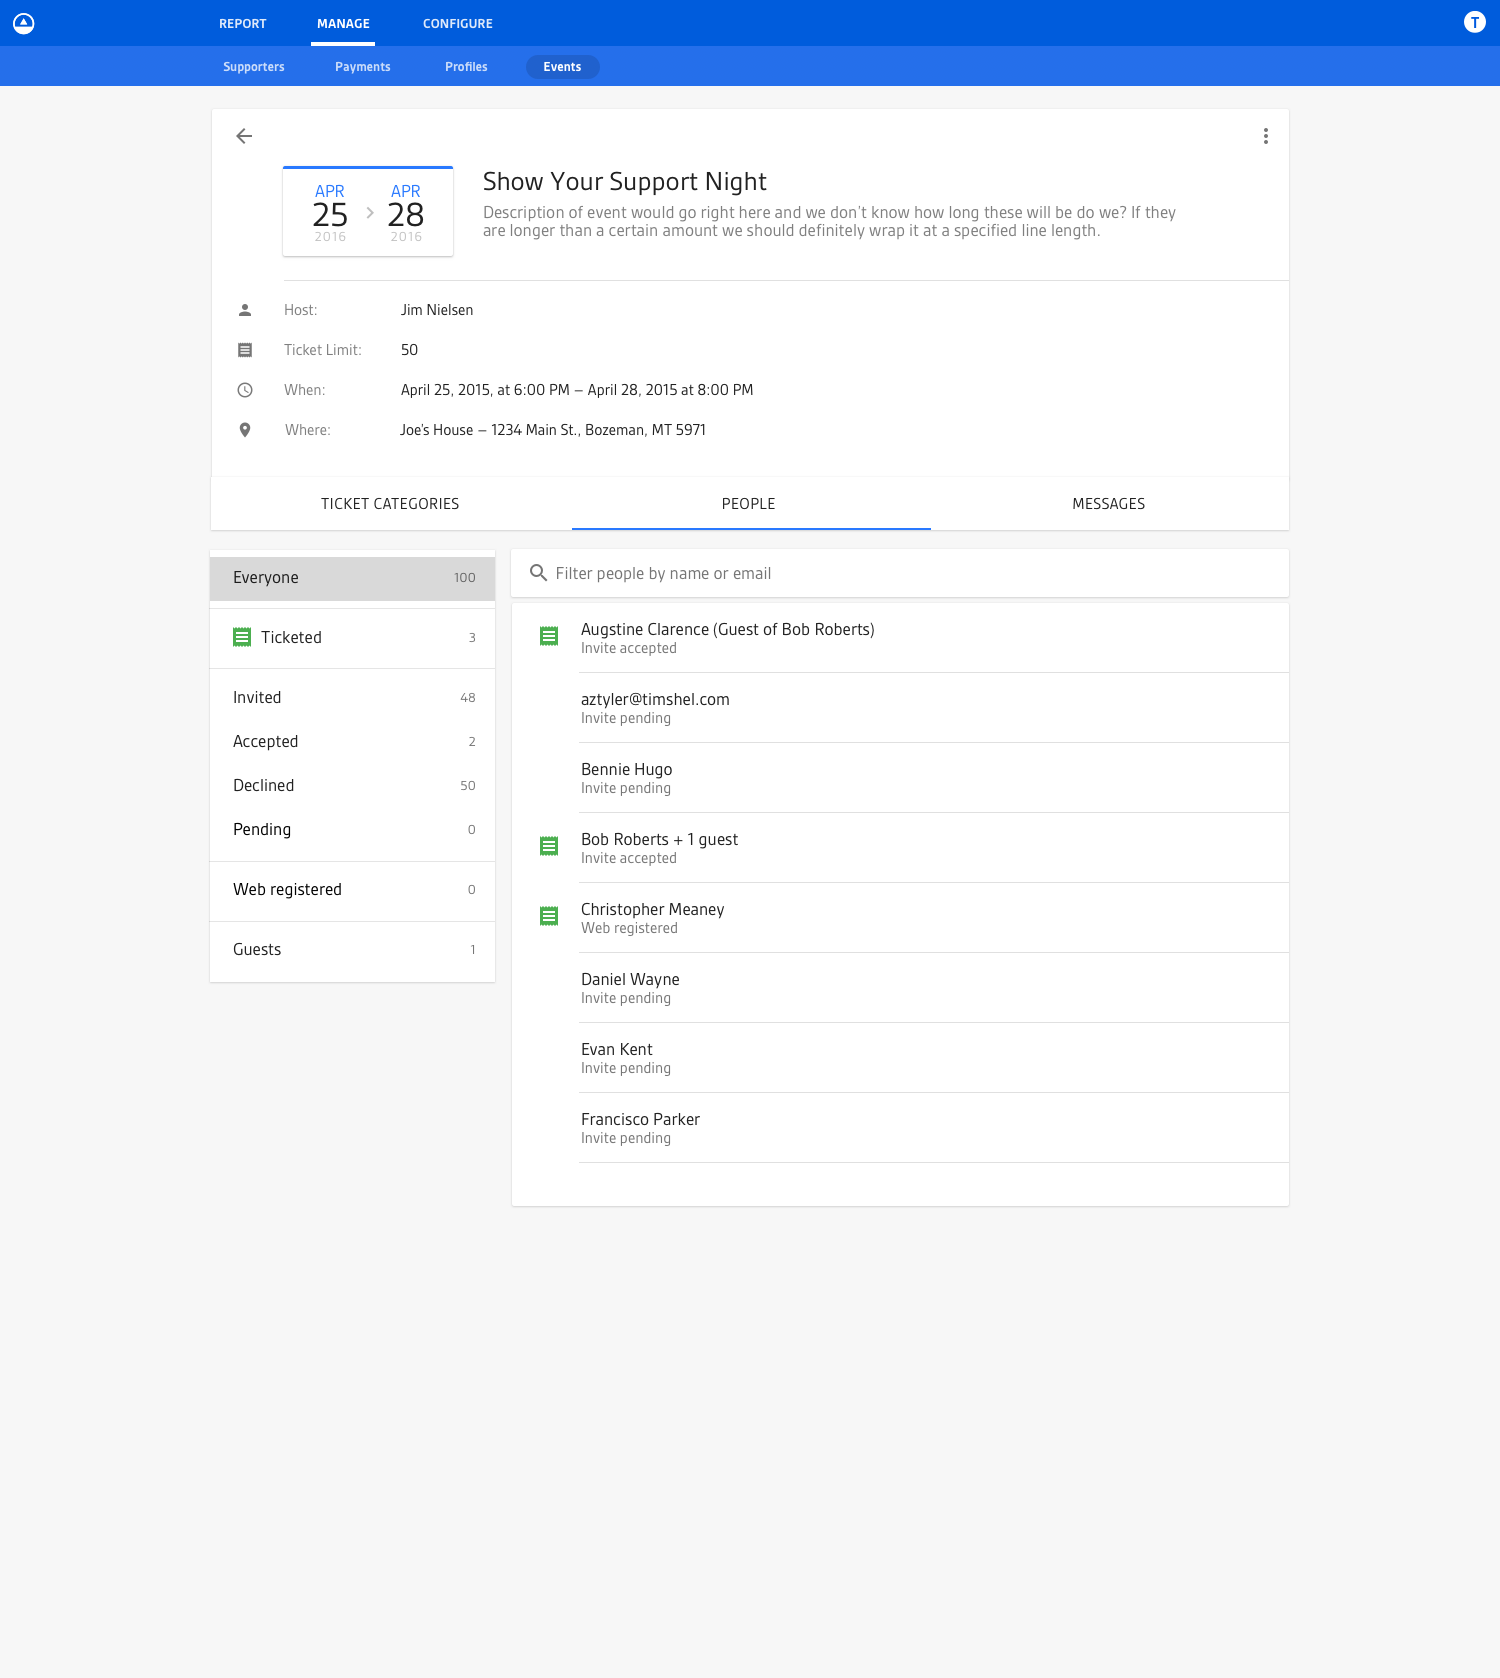 REPORT MANAGE CONFIGURE T
Supporters Payments Profiles Events
APR APR
25 > 28
2016 2016
Show Your Support Night
Description of event would go right here and we don't know how long these will be do we? If they
are longer than a certain amount we should definitely wrap it at a specified line length.
Host: Jim Nielsen
Ticket Limit: 50
When: April 25, 2015, at 6:00 PM – April 28, 2015 at 8:00 PM
Where: Joe's House – 1234 Main St., Bozeman, MT 5971
TICKET CATEGORIES PEOPLE MESSAGES
Everyone 100
Ticketed 3
Invited 48
Accepted 2
Declined 50
Pending 0
Web registered 0
Guests 1
Filter people by name or email
Augstine Clarence (Guest of Bob Roberts)
Invite accepted
aztyler@timshel.com
Invite pending
Bennie Hugo
Invite pending
Bob Roberts + 1 guest
Invite accepted
Christopher Meaney
Web registered
Daniel Wayne
Invite pending
Evan Kent
Invite pending
Francisco Parker
Invite pending